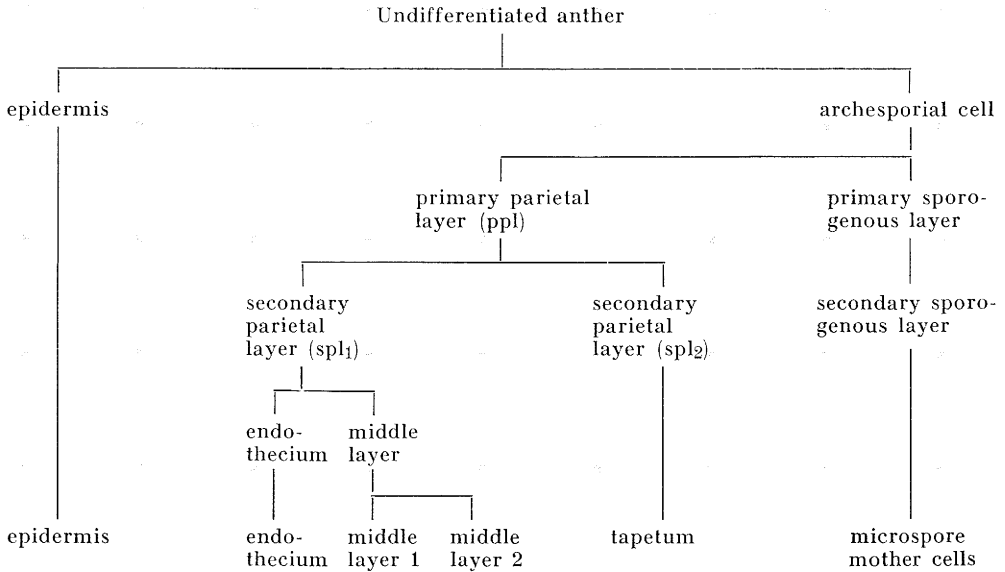 Undifferentiated anther
epidermis
archesporial cell
primary parietal
layer (ppl)
primary sporo-
genous layer
secondary
parietal
layer (spl1)
secondary
parietal
layer (spl2)
secondary sporo-
genous layer
endo-
thecium
middle
layer
epidermis
endo-
thecium
middle
layer 1
middle
layer 2
tapetum
microspore
mother cells